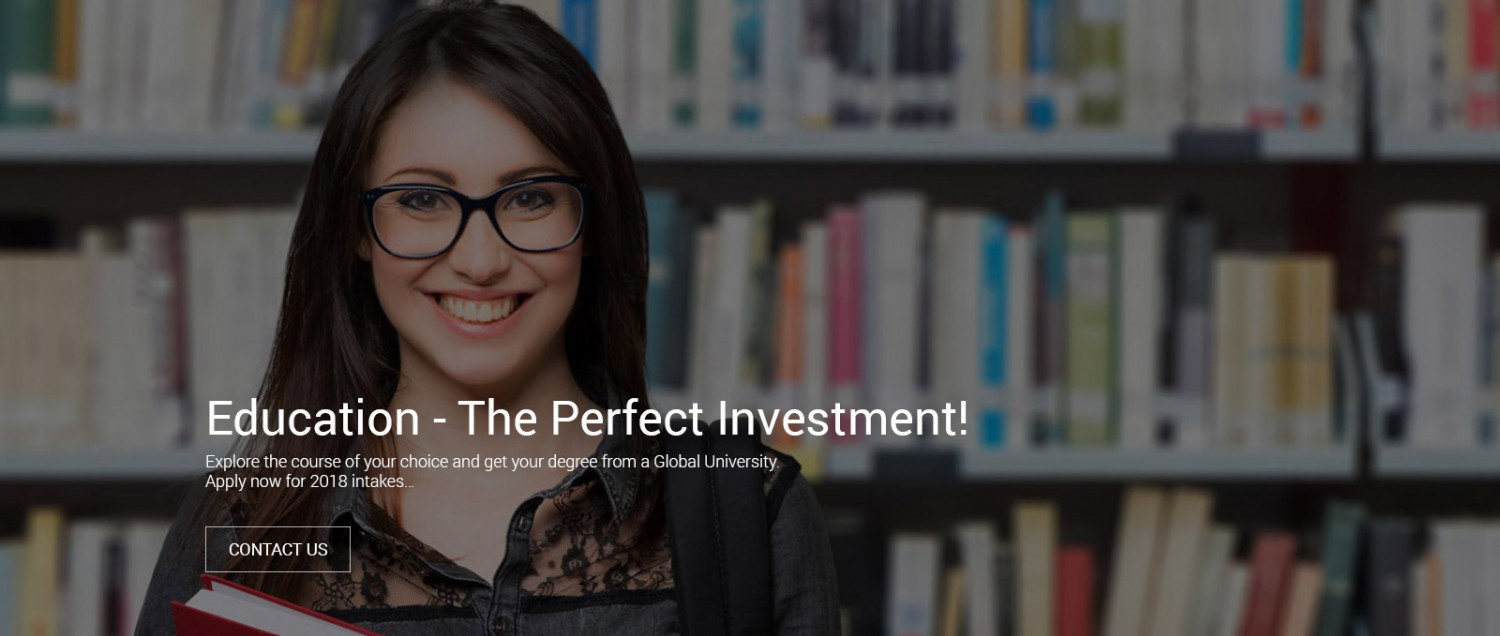 Education - The Perfect Investment!
Explore the course of your choice and get your degree from a Global University.
Apply now for 2018 intakes...
CONTACT US